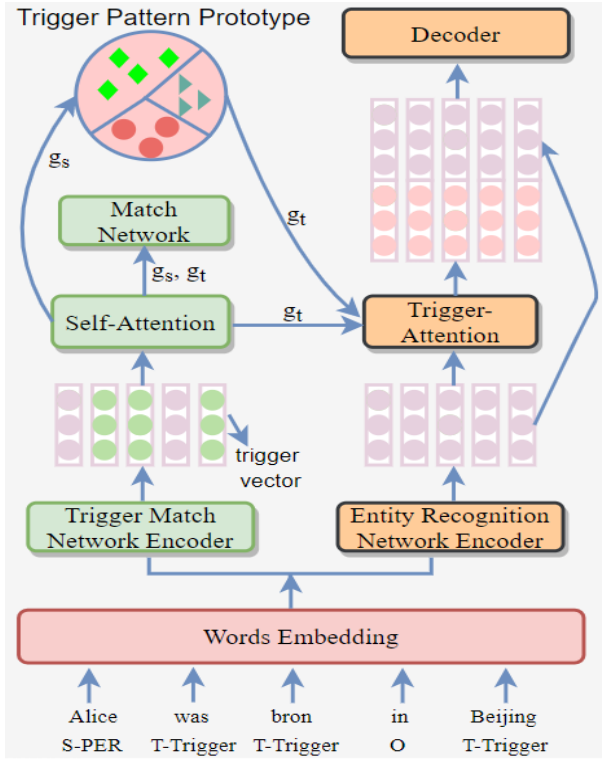 Trigger Pattern Prototype
Decoder
gs
gt
Match
Network
gs, gt
Self-Attention
gt
Trigger-
Attention
trigger
vector
Trigger Match
Network Encoder
Entity Recognition
Network Encoder
Words Embedding
Alice was bron in Beijing
S-PER T-Trigger T-Trigger O T-Trigger